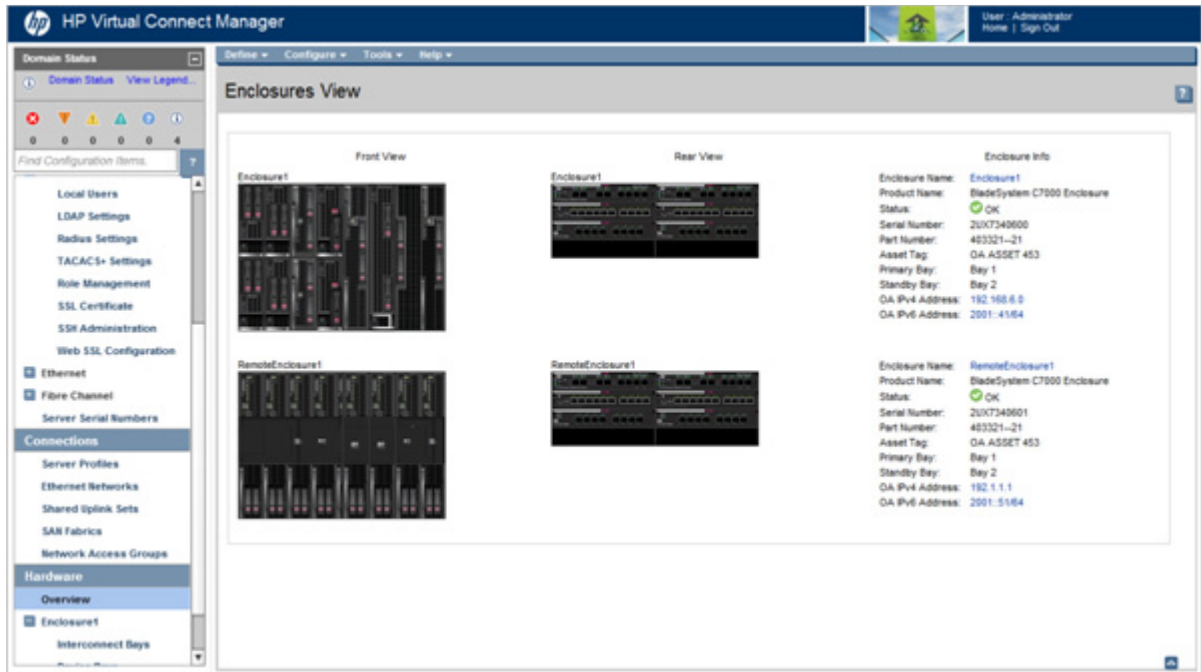 hp HP Virtual Connect Manager
User : Administrator
Home | Sign Out
Domain Status
Domain Status View Legend...
0 0 0 0 0 4
Find Configuration Items.
Local Users
LDAP Settings
Radius Settings
TACACS+ Settings
Role Management
SSL Certificate
SSH Administration
Web SSL Configuration
Ethernet
Fibre Channel
Server Serial Numbers
Connections
Server Profiles
Ethernet Networks
Shared Uplink Sets
SAN Fabrics
Network Access Groups
Hardware
Overview
Enclosure1
Interconnect Bays
Define Configure Tools Help
Enclosures View
Front View
Rear View
Enclosure Info
Enclosure1
Enclosure1
Enclosure Name: Enclosure1
Product Name: BladeSystem C7000 Enclosure
Status: OK
Serial Number: 2UX7340600
Part Number: 403321--21
Asset Tag: OA ASSET 453
Primary Bay: Bay 1
Standby Bay: Bay 2
OA IPv4 Address: 192.168.6.0
OA IPv6 Address: 2001::41/64
RemoteEnclosure1
RemoteEnclosure1
Enclosure Name: RemoteEnclosure1
Product Name: BladeSystem C7000 Enclosure
Status: OK
Serial Number: 2UX7340601
Part Number: 403321--21
Asset Tag: OA ASSET 453
Primary Bay: Bay 1
Standby Bay: Bay 2
OA IPv4 Address: 192.1.1.1
OA IPv6 Address: 2001::51/64